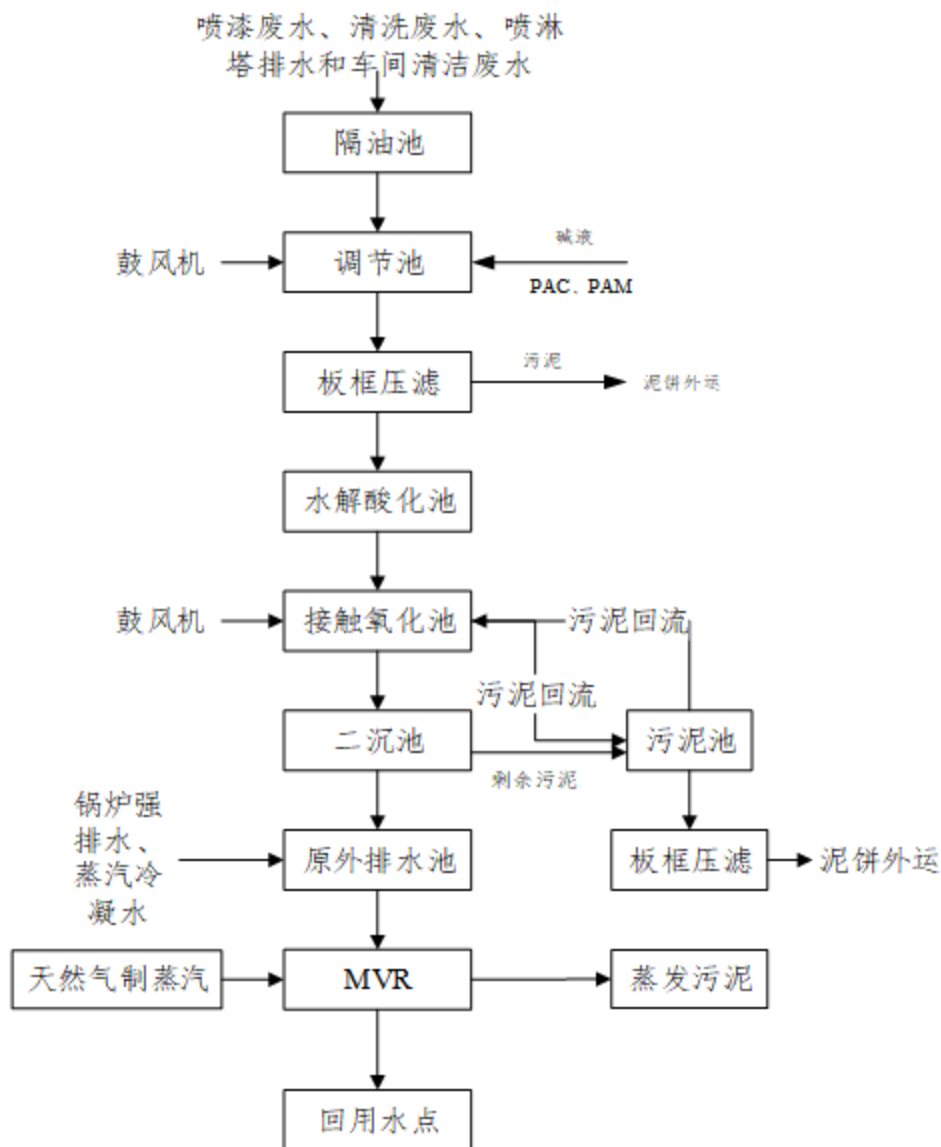 喷漆废水、清洗废水、喷淋
塔排水和车间清洁废水
隔油池
鼓风机
调节池
碱液
PAC、PAM
板框压滤
污泥
泥饼外运
水解酸化池
鼓风机
接触氧化池
污泥回流
污泥回流
二沉池
污泥池
剩余污泥
锅炉强
排水、
蒸汽冷
凝水
原外排水池
板框压滤
泥饼外运
天然气制蒸汽
MVR
蒸发污泥
回用水点